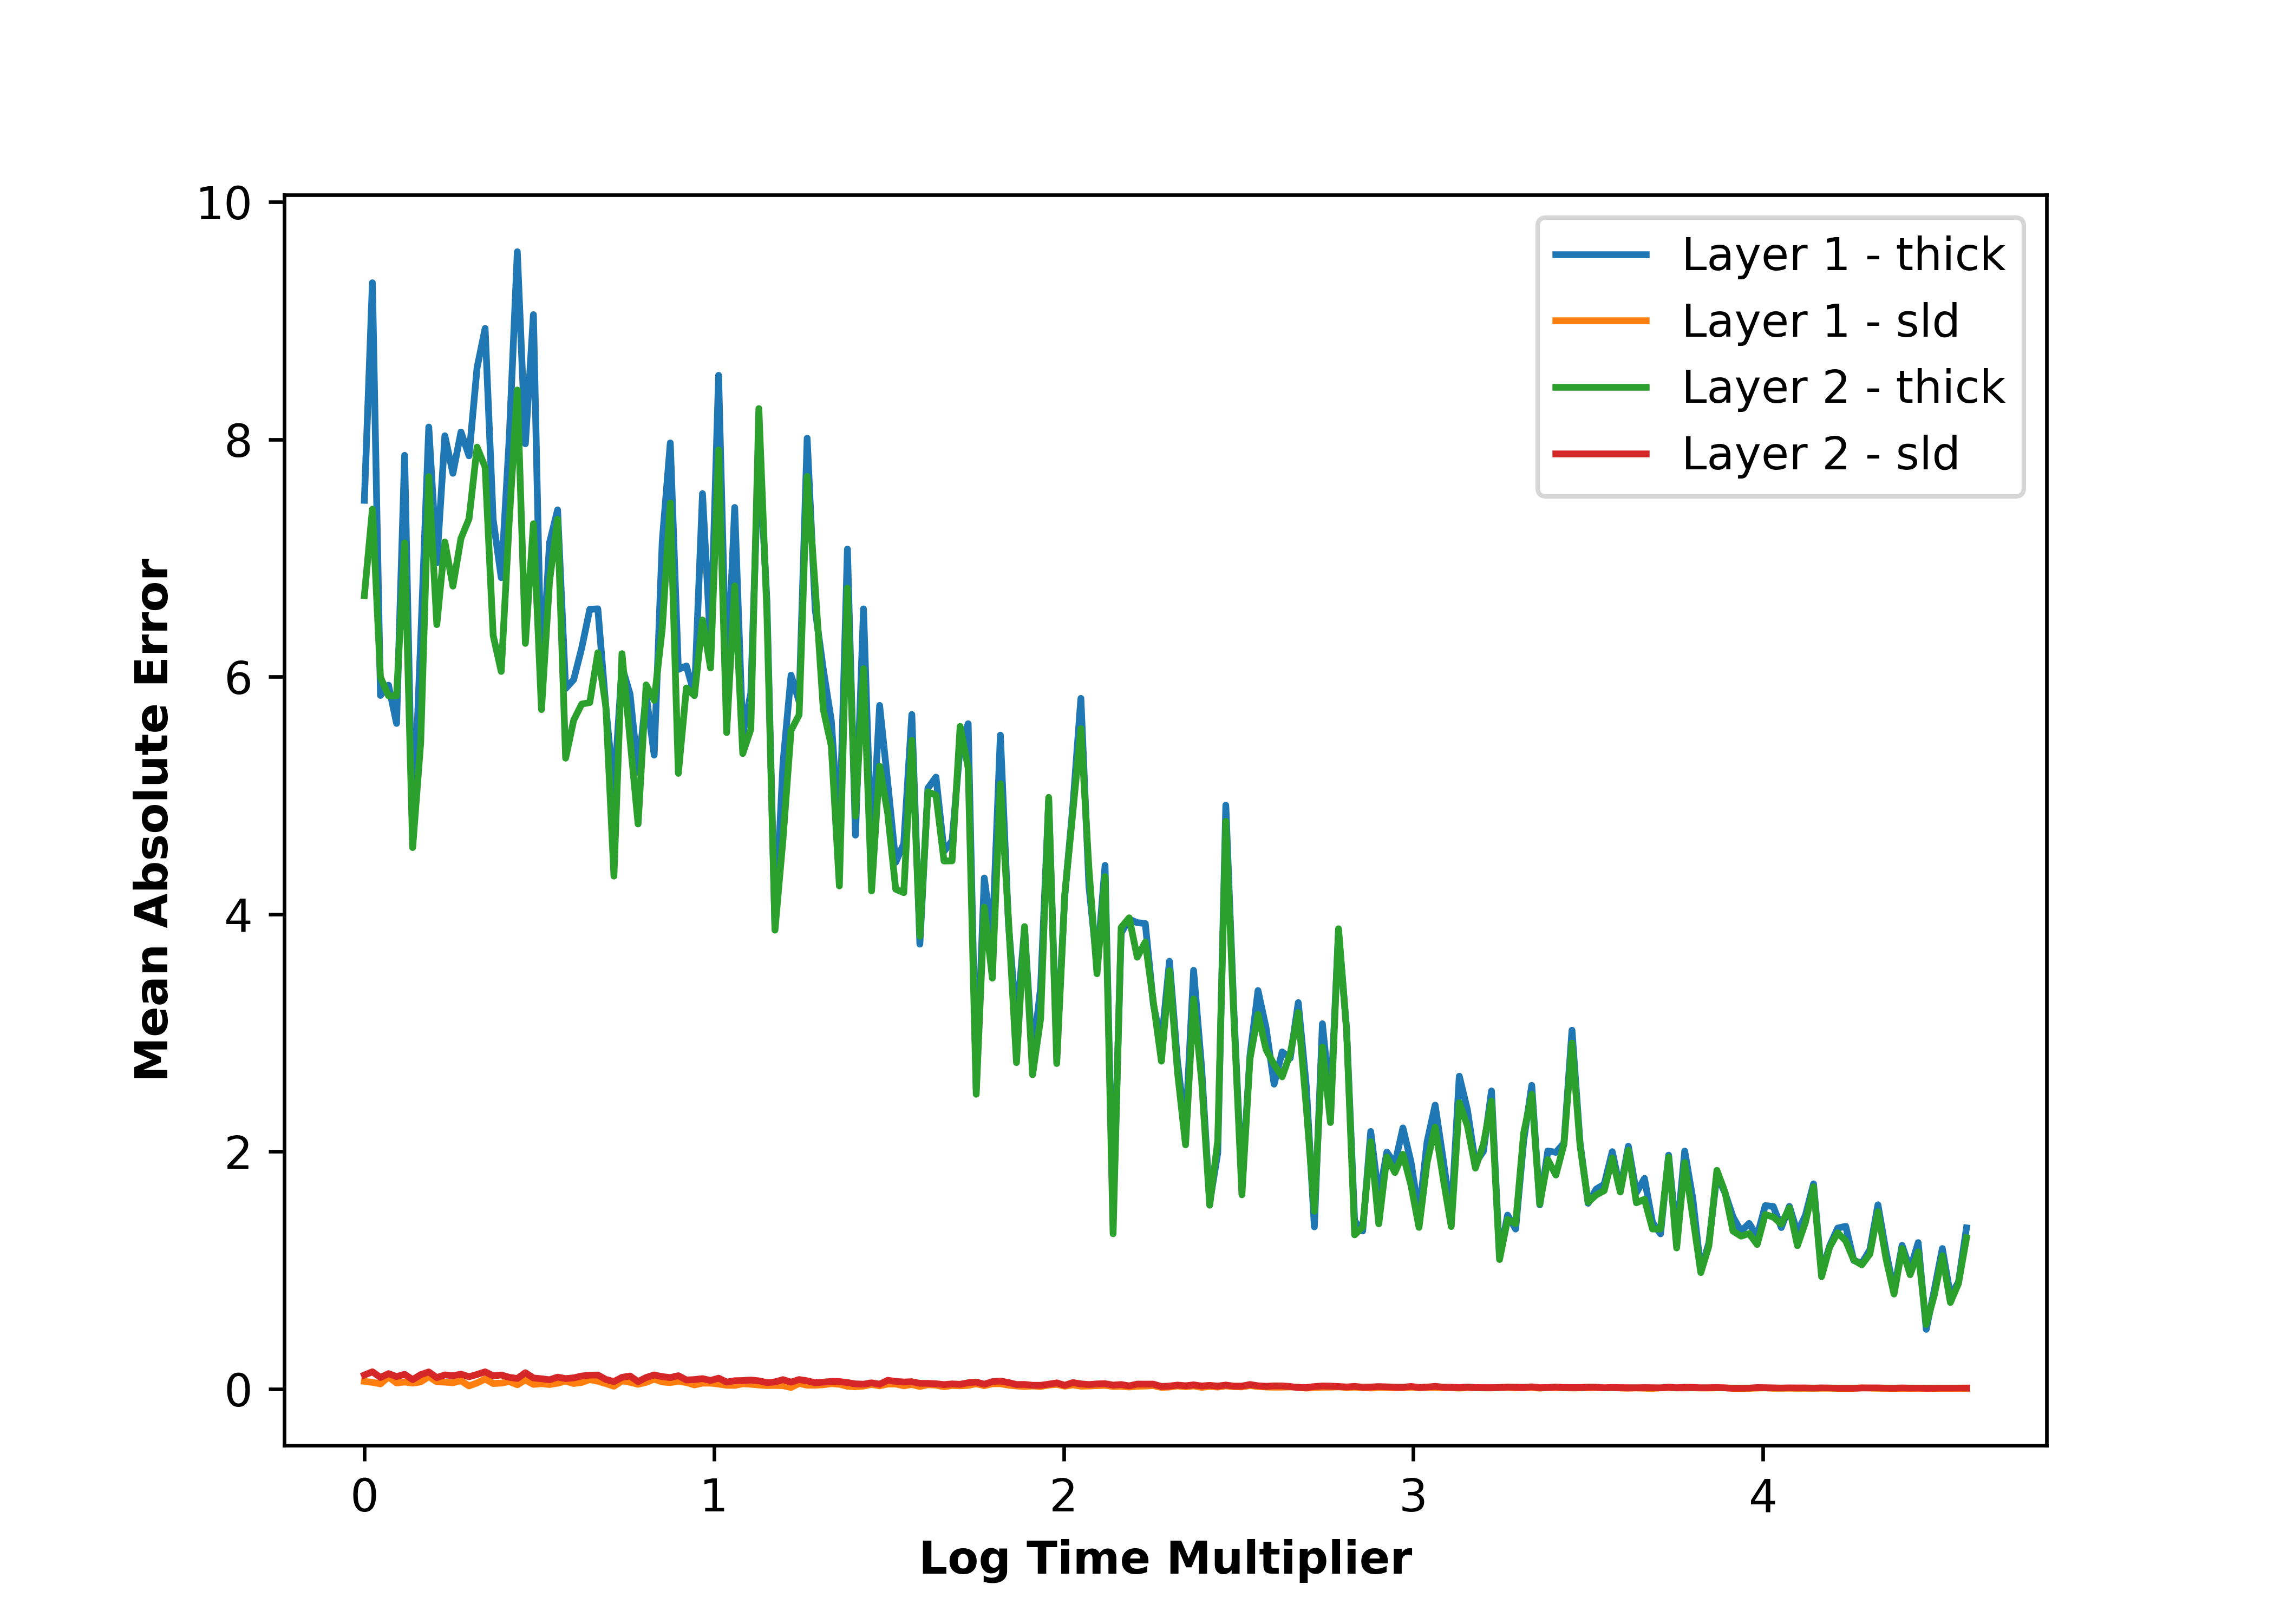 10
8
6
4
2
0
Mean Absolute Error
Layer 1 - thick
Layer 1 - sld
Layer 2 - thick
Layer 2 - sld
0 1 2 3 4
Log Time Multiplier